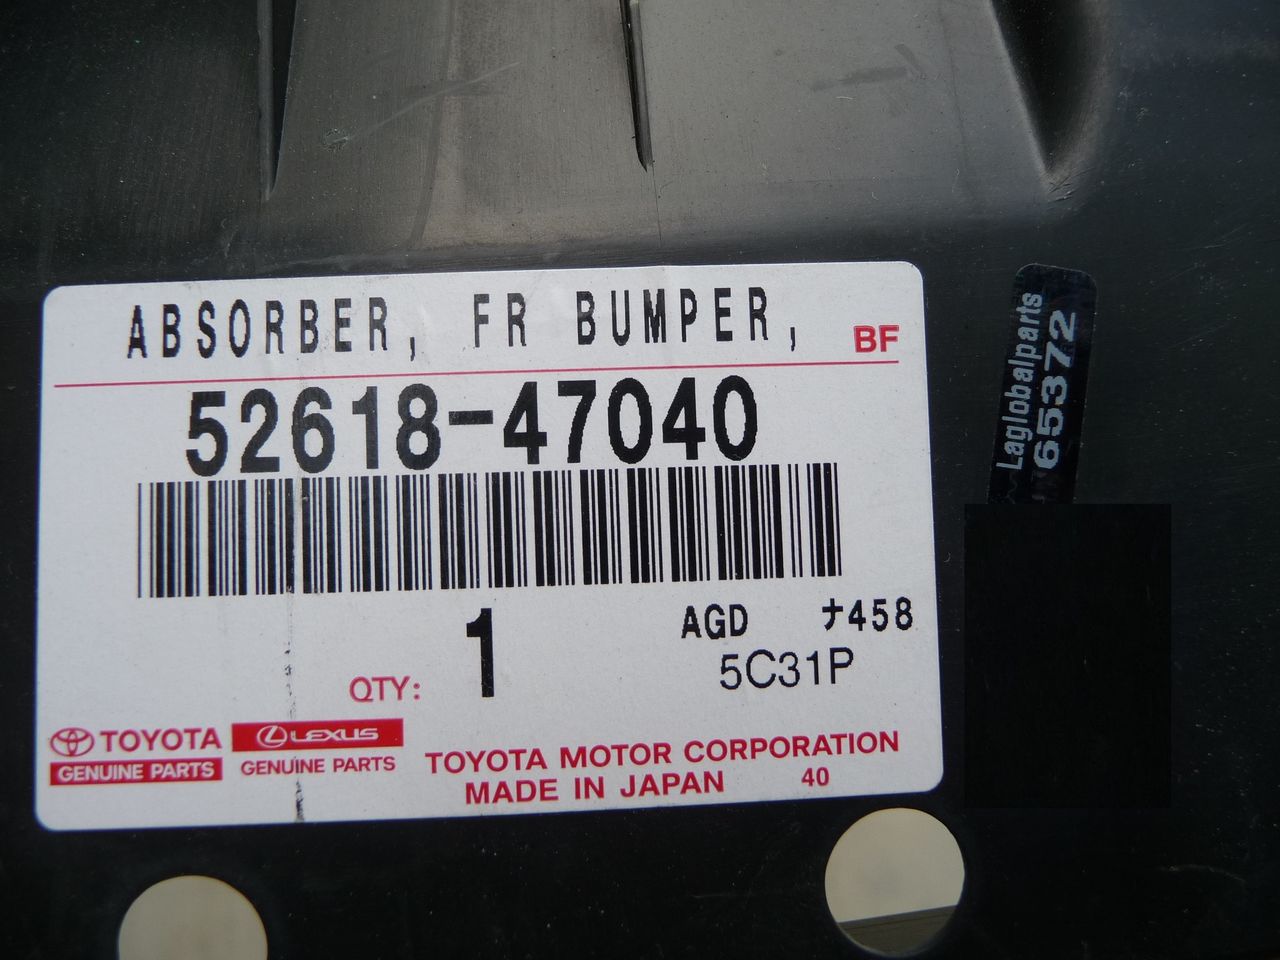 ABSORBER, FR BUMPER,
BF
52618-47040
1
AGD ナ458
5C31P
QTY:
TOYOTA
GENUINE PARTS
LEXUS
GENUINE PARTS
TOYOTA MOTOR CORPORATION
MADE IN JAPAN 40
Laglobalparts
65372